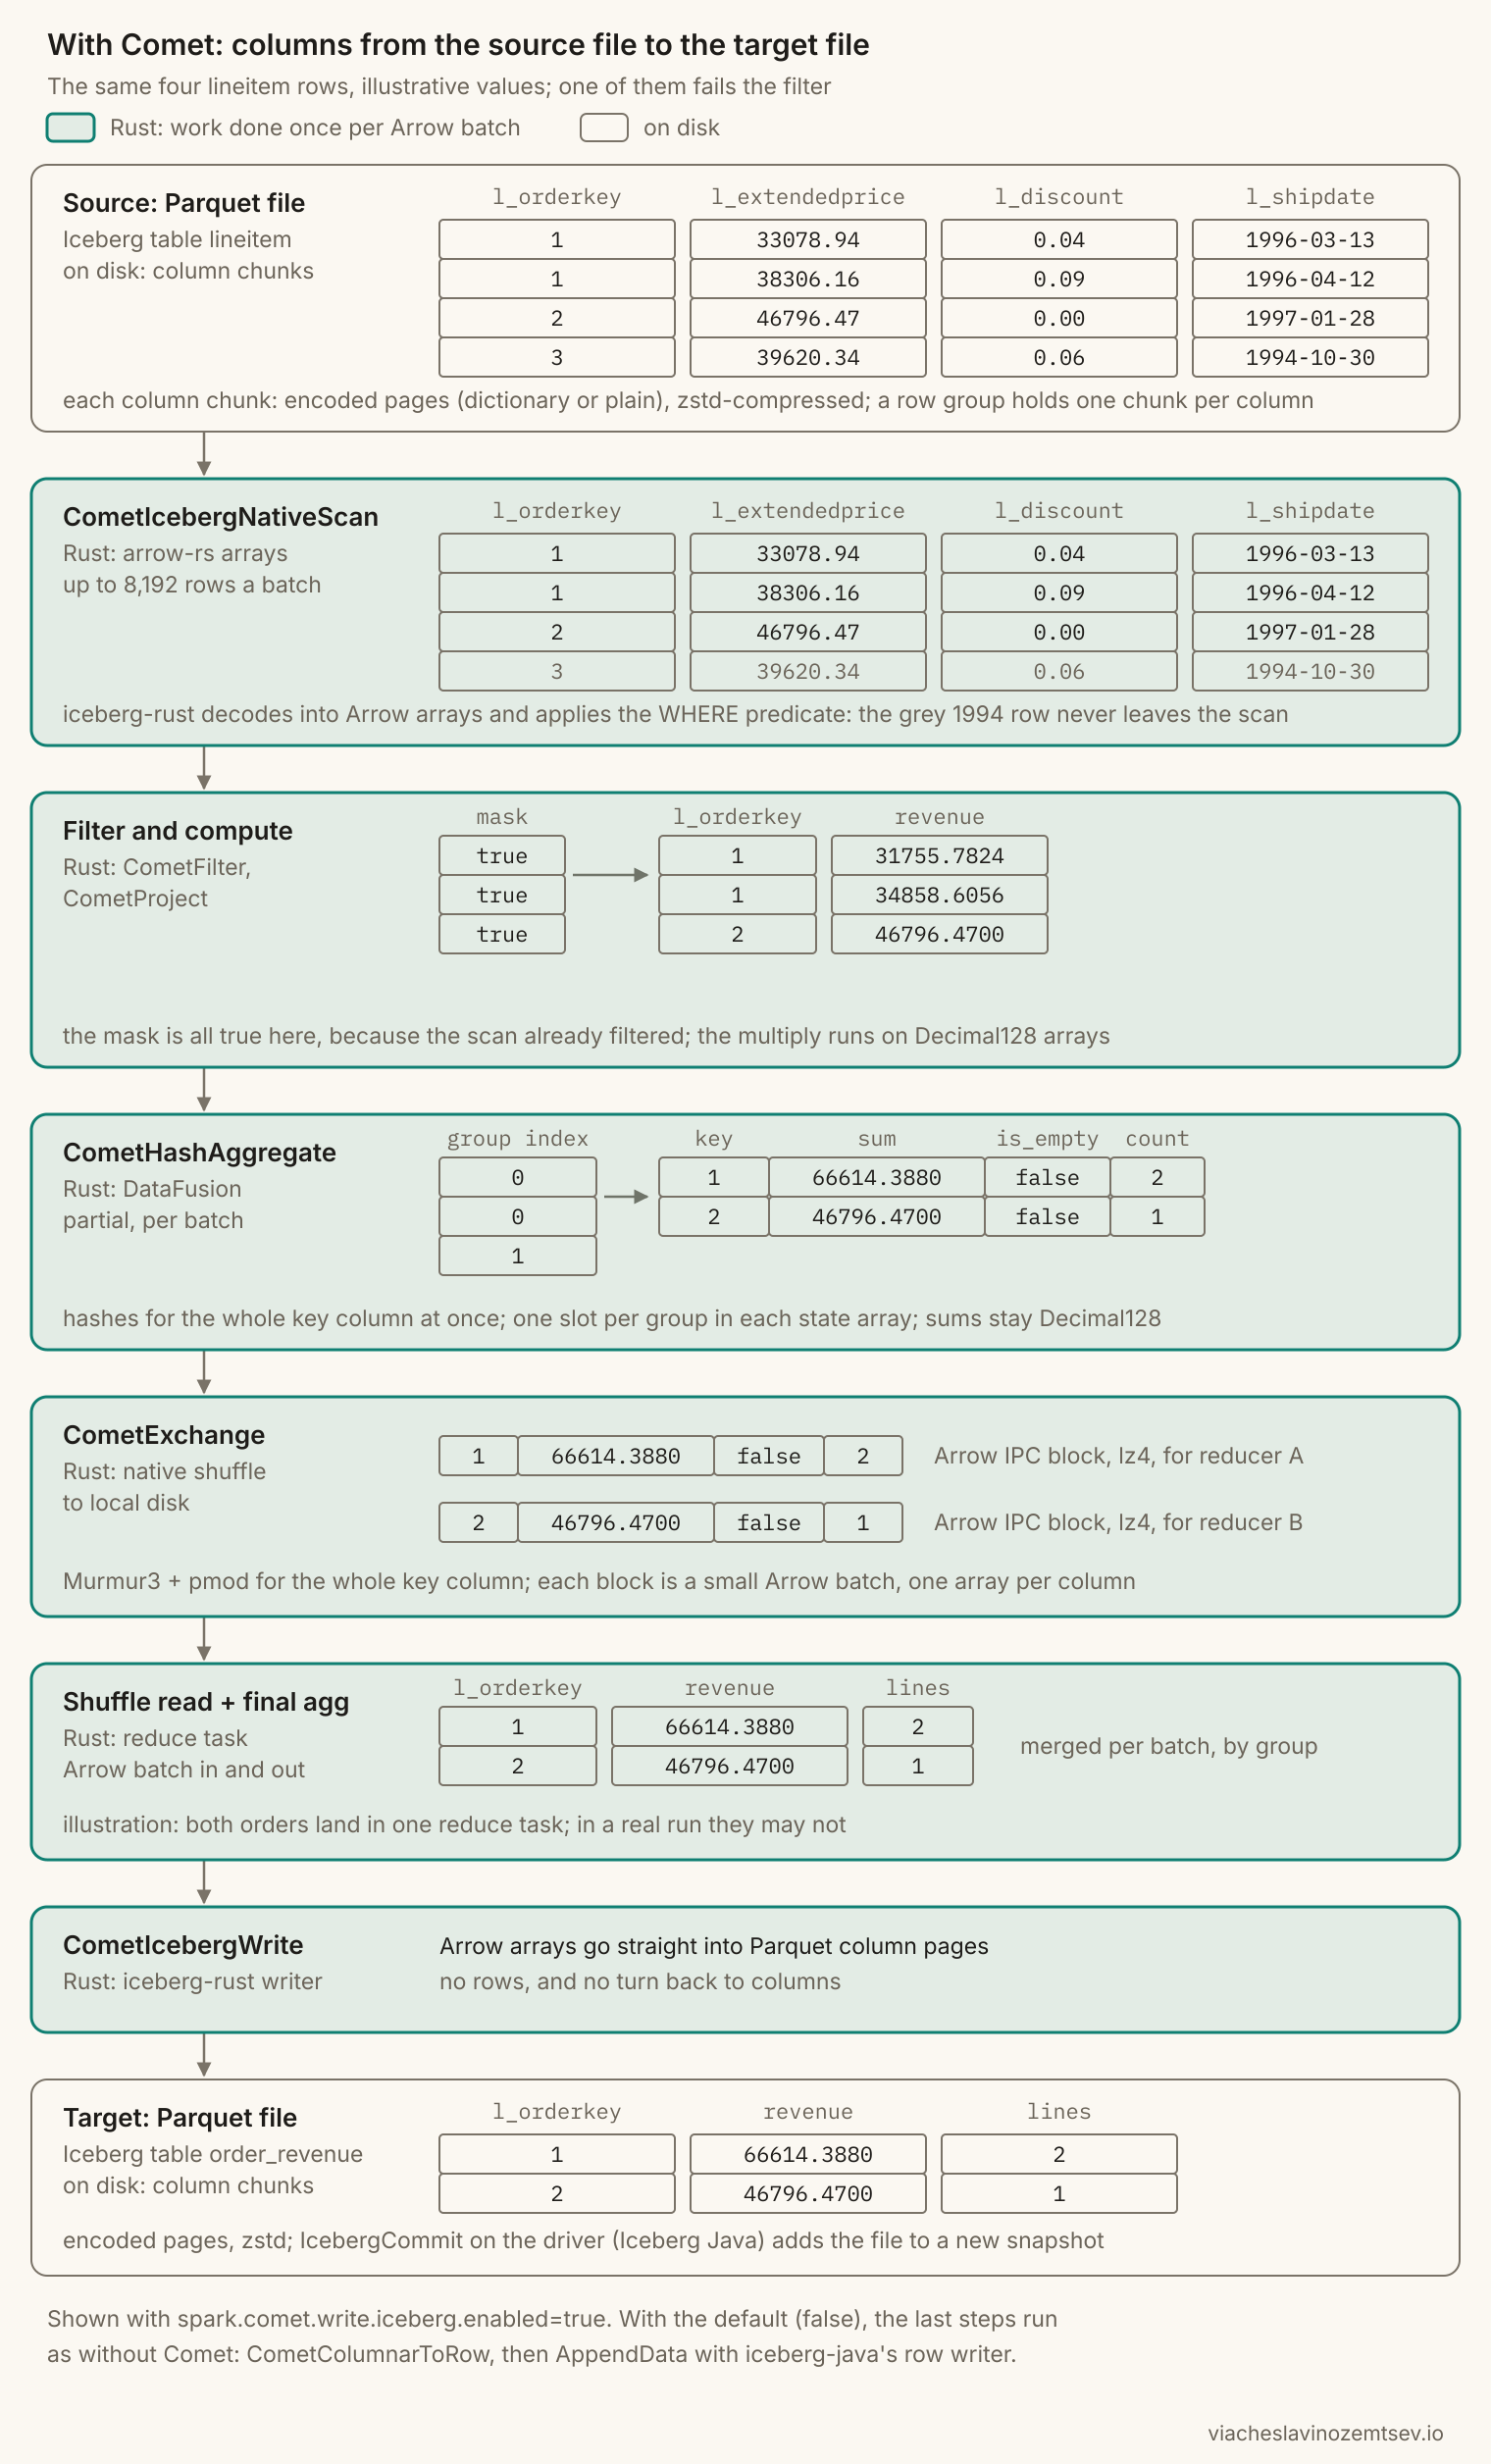 With Comet: columns from the source file to the target file
The same four lineitem rows, illustrative values; one of them fails the filter
Rust: work done once per Arrow batch on disk
Source: Parquet file
Iceberg table lineitem
on disk: column chunks
l_orderkey l_extendedprice l_discount l_shipdate
1 33078.94 0.04 1996-03-13
1 38306.16 0.09 1996-04-12
2 46796.47 0.00 1997-01-28
3 39620.34 0.06 1994-10-30
each column chunk: encoded pages (dictionary or plain), zstd-compressed; a row group holds one chunk per column
CometIcebergNativeScan
Rust: arrow-rs arrays
up to 8,192 rows a batch
l_orderkey l_extendedprice l_discount l_shipdate
1 33078.94 0.04 1996-03-13
1 38306.16 0.09 1996-04-12
2 46796.47 0.00 1997-01-28
3 39620.34 0.06 1994-10-30
iceberg-rust decodes into Arrow arrays and applies the WHERE predicate: the grey 1994 row never leaves the scan
Filter and compute
Rust: CometFilter,
CometProject
mask l_orderkey revenue
true 1 31755.7824
true 1 34858.6056
true 2 46796.4700
the mask is all true here, because the scan already filtered; the multiply runs on Decimal128 arrays
CometHashAggregate
Rust: DataFusion
partial, per batch
group index key sum is_empty count
0 1 66614.3880 false 2
0 2 46796.4700 false 1
1
hashes for the whole key column at once; one slot per group in each state array; sums stay Decimal128
CometExchange
Rust: native shuffle
to local disk
1 66614.3880 false 2 Arrow IPC block, lz4, for reducer A
2 46796.4700 false 1 Arrow IPC block, lz4, for reducer B
Murmur3 + pmod for the whole key column; each block is a small Arrow batch, one array per column
Shuffle read + final agg
Rust: reduce task
Arrow batch in and out
l_orderkey revenue lines
1 66614.3880 2
2 46796.4700 1
merged per batch, by group
illustration: both orders land in one reduce task; in a real run they may not
CometIcebergWrite
Rust: iceberg-rust writer
Arrow arrays go straight into Parquet column pages
no rows, and no turn back to columns
Target: Parquet file
Iceberg table order_revenue
on disk: column chunks
l_orderkey revenue lines
1 66614.3880 2
2 46796.4700 1
encoded pages, zstd; IcebergCommit on the driver (Iceberg Java) adds the file to a new snapshot
Shown with spark.comet.write.iceberg.enabled=true. With the default (false), the last steps run
as without Comet: CometColumnarToRow, then AppendData with iceberg-java's row writer.
viacheslavinozemtsev.io